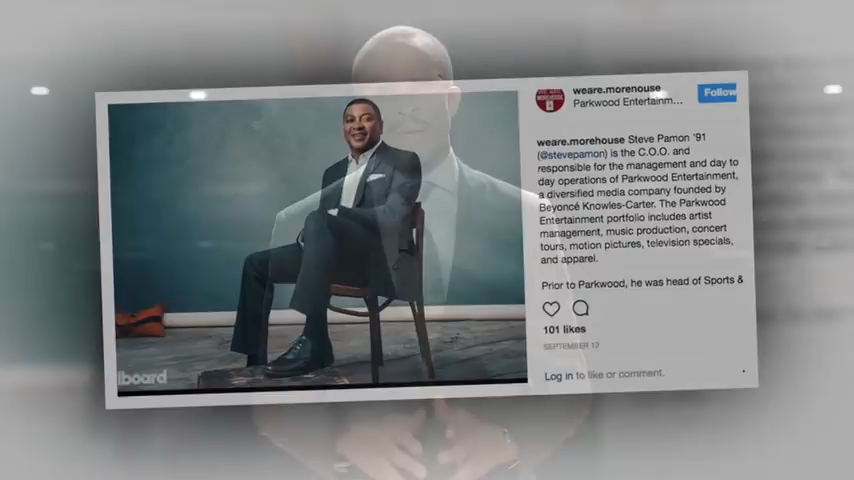 weare.morehouse
Parkwood Entertainm...
Follow
weare.morehouse Steve Pamon '91
(@stevepamon) is the C.O.O. and
responsible for the management and day to
day operations of Parkwood Entertainment,
a diversified media company founded by
Beyoncé Knowles-Carter. The Parkwood
Entertainment portfolio includes artist
management, music production, concert
tours, motion pictures, television specials,
and apparel.
Prior to Parkwood, he was head of Sports &
101 likes
SEPTEMBER 12
Log in to like or comment.
lboard